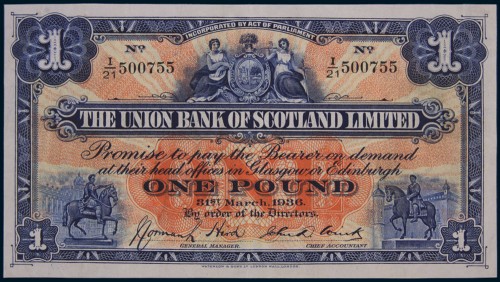 INCORPORATED BY ACT OF PARLIAMENT
1 1
Nº Nº
I/21 500755 I/21 500755
THE UNION BANK OF SCOTLAND LIMITED
Promise to pay the Bearer on demand
at their head offices in Glasgow or Edinburgh
ONE POUND
31ST March, 1936.
By order of the Directors.
GENERAL MANAGER. CHIEF ACCOUNTANT
1 1